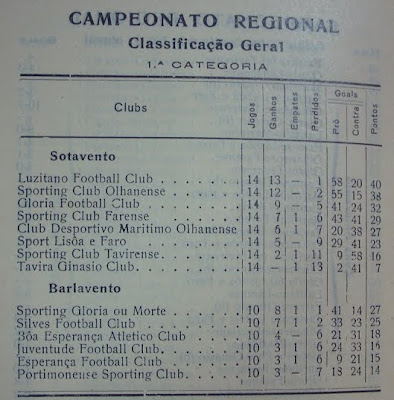 CAMPEONATO REGIONAL
Classificação Geral
1.ª CATEGORIA
Clubs Jogos Ganhos Empates Perdidos Goals Pró Contra Pontos
Sotavento
Luzitano Football Club . . . . . . 14 13 — 1 58 20 40
Sporting Club Olhanense . . . . . 14 12 — 2 55 15 38
Gloria Football Club . . . . . . . 14 9 — 5 41 24 32
Sporting Club Farense . . . . . . 14 7 1 6 43 41 29
Club Desportivo Maritimo Olhanense 14 6 1 7 20 38 27
Sport Lisôa e Faro . . . . . . . 14 5 — 9 29 41 23
Sporting Club Tavirense . . . . . 14 2 1 11 9 58 16
Tavira Ginasio Club . . . . . . . 14 — 1 13 2 41 7
Barlavento
Sporting Gloria ou Morte . . . . . 10 8 1 1 41 14 27
Silves Football Club . . . . . . 10 7 1 2 33 23 25
Bôa Esperança Atletico Club . . . . 10 4 — 6 21 31 18
Juventude Football Club . . . . . 10 3 1 6 24 33 16
Esperança Football Club . . . . . 10 3 1 6 9 21 15
Portimonense Sporting Club . . . . 10 3 — 7 18 24 14